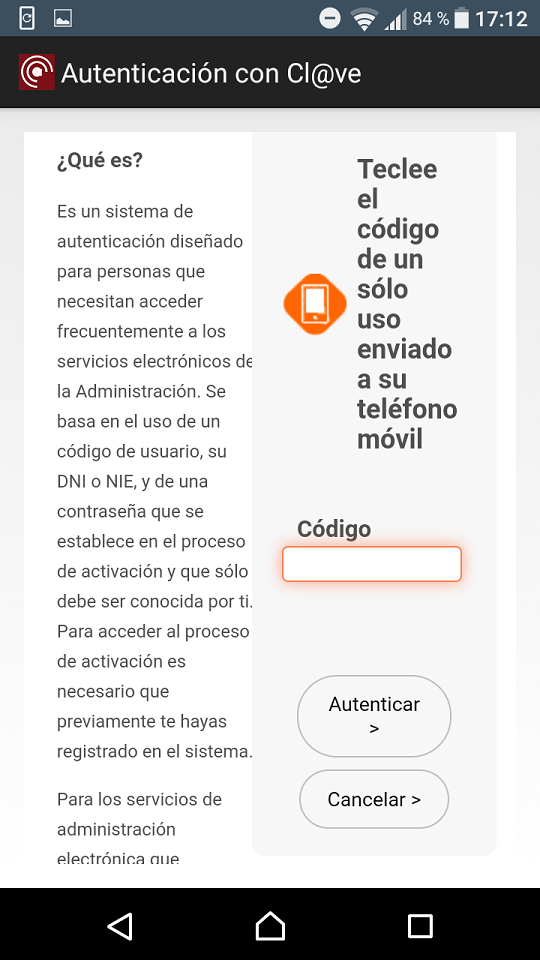 84 % 17:12
Autenticación con Cl@ve
¿Qué es?
Es un sistema de
autenticación diseñado
para personas que
necesitan acceder
frecuentemente a los
servicios electrónicos de
la Administración. Se
basa en el uso de un
código de usuario, su
DNI o NIE, y de una
contraseña que se
establece en el proceso
de activación y que sólo
debe ser conocida por ti.
Para acceder al proceso
de activación es
necesario que
previamente te hayas
registrado en el sistema.
Para los servicios de
administración
electrónica que
Teclee
el
código
de un
sólo
uso
enviado
a su
teléfono
móvil
Código
Autenticar
>
Cancelar >